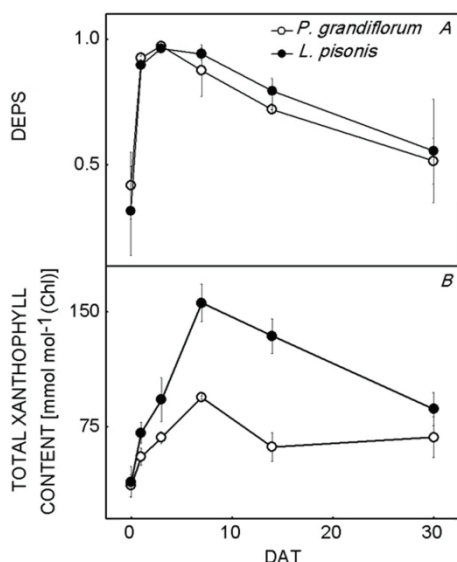 P. grandiflorum A
L. pisonis
1.0
0.5
DEPS
B
150
75
TOTAL XANTHOPHYLL
CONTENT [mmol mol⁻¹ (Chl)]
0 10 20 30
DAT